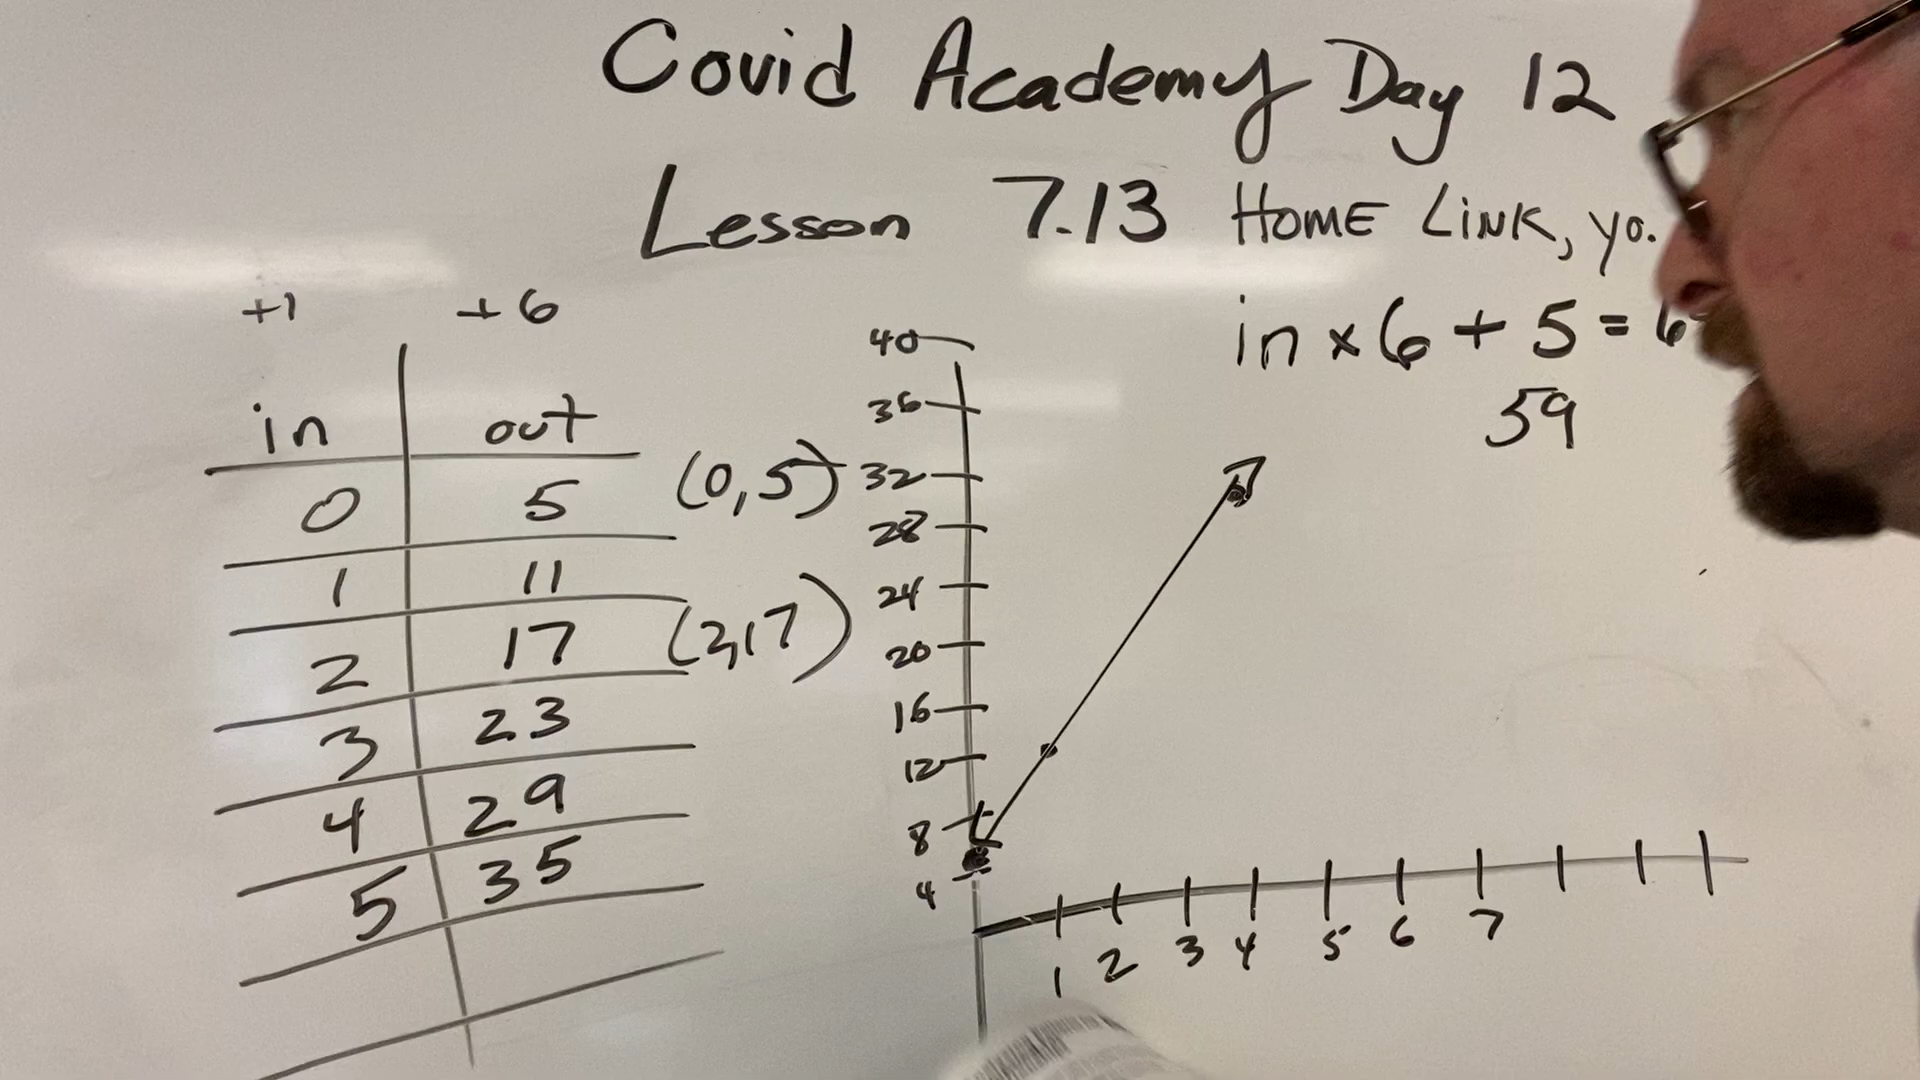 Covid Academy Day 12
Lesson 7.13 HOME LINK, yo.
+1 +6
in x 6 + 5 =
59
in out
0 5 (0,5)
1 11
2 17 (2,17)
3 23
4 29
5 35
40
36
32
28
24
20
16
12
8
4
1 2 3 4 5 6 7